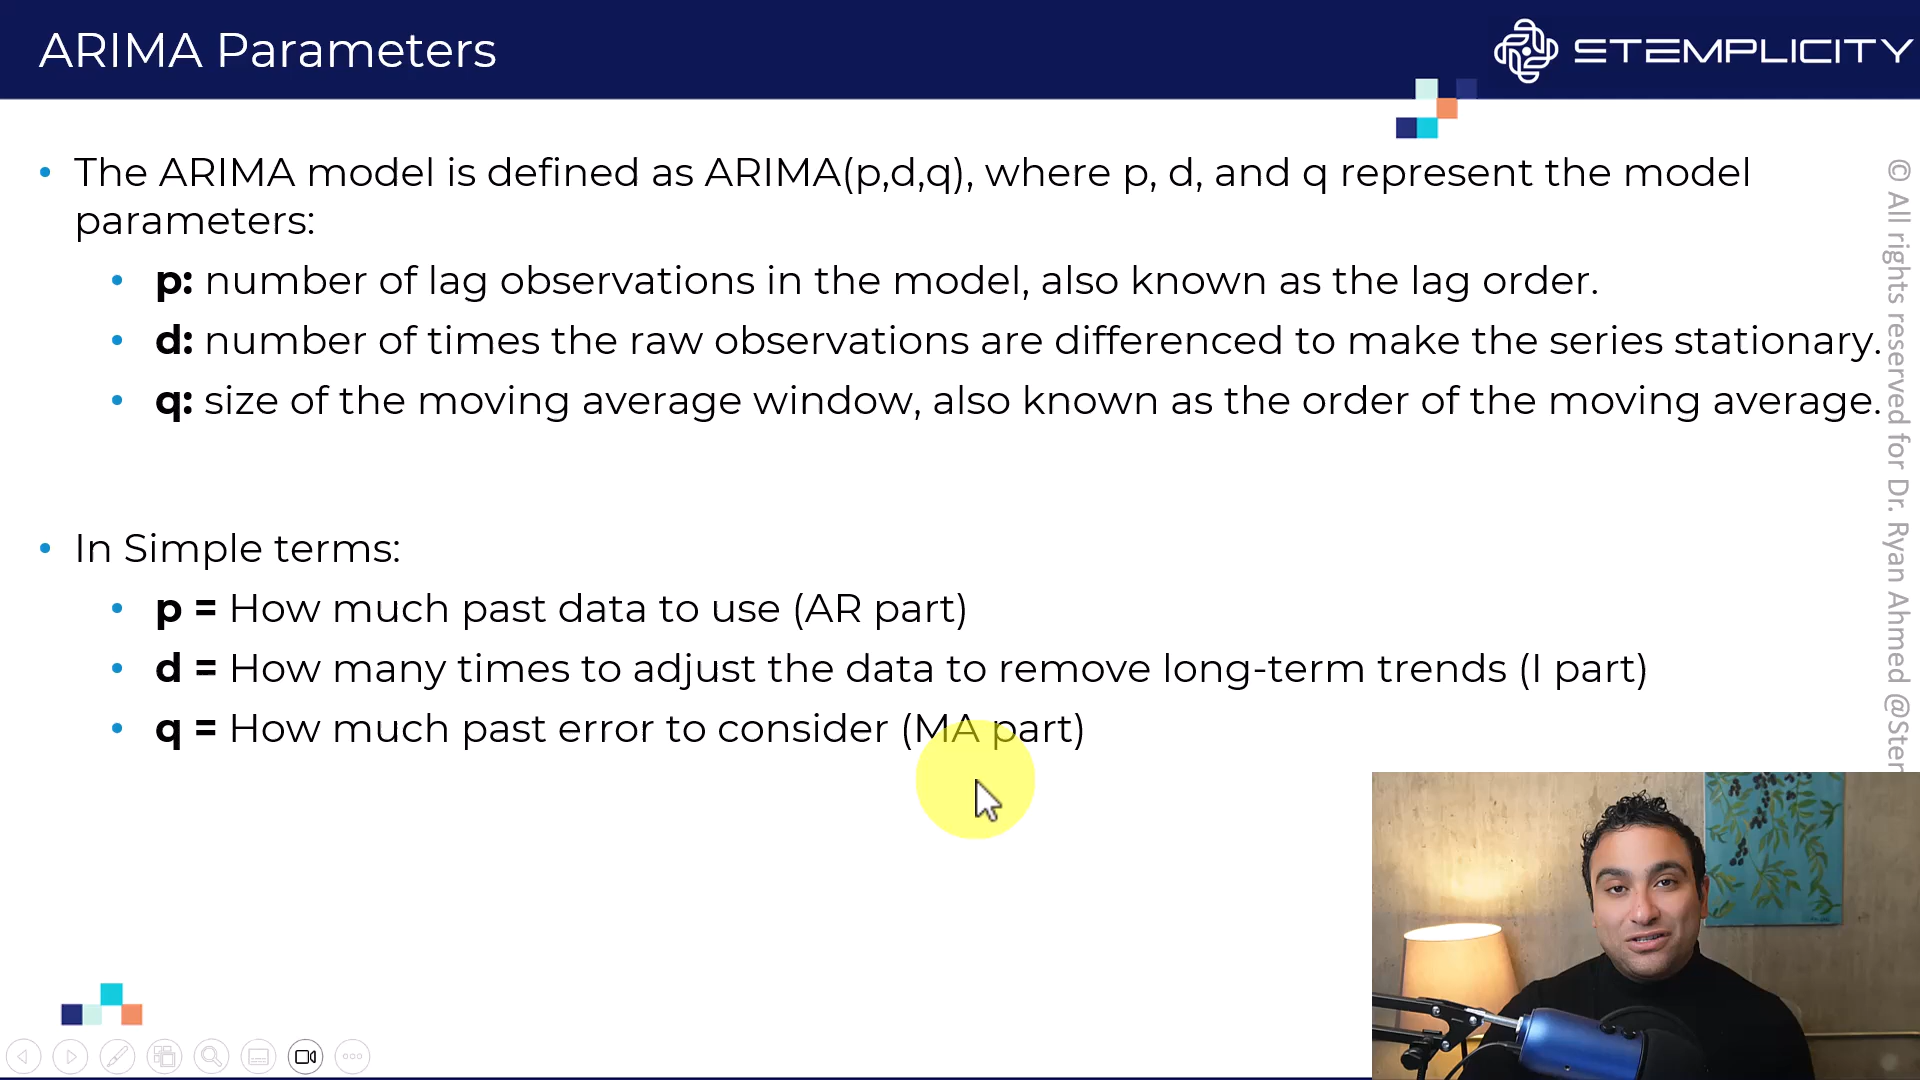 ARIMA Parameters
STEMPLICITY
• The ARIMA model is defined as ARIMA(p,d,q), where p, d, and q represent the model
parameters:
• p: number of lag observations in the model, also known as the lag order.
• d: number of times the raw observations are differenced to make the series stationary.
• q: size of the moving average window, also known as the order of the moving average.
• In Simple terms:
• p = How much past data to use (AR part)
• d = How many times to adjust the data to remove long-term trends (I part)
• q = How much past error to consider (MA part)
© All rights reserved for Dr. Ryan Ahmed @Ster